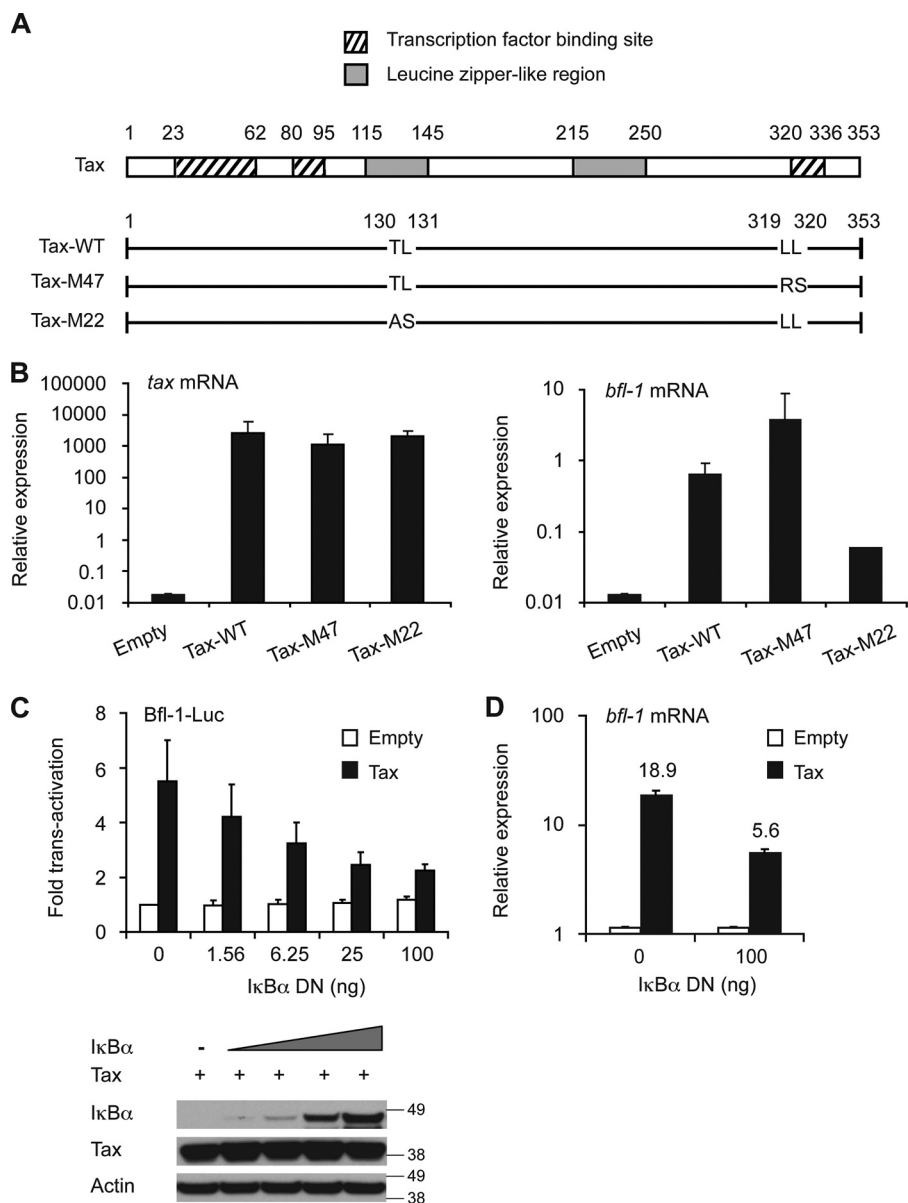 A
Transcription factor binding site
Leucine zipper-like region
1 23 62 80 95 115 145 215 250 320 336 353
Tax
1 130 131 319 320 353
Tax-WT TL LL
Tax-M47 TL RS
Tax-M22 AS LL
B
tax mRNA
Relative expression
100000
10000
1000
100
10
1
0.1
0.01
Empty Tax-WT Tax-M47 Tax-M22
bfl-1 mRNA
Relative expression
10
1
0.1
0.01
Empty Tax-WT Tax-M47 Tax-M22
C
Bfl-1-Luc
Empty
Tax
Fold trans-activation
8
6
4
2
0
0 1.56 6.25 25 100
IκBα DN (ng)
IκBα -
Tax + + + + +
IκBα 49
Tax 38
Actin 49
38
D
bfl-1 mRNA
Empty
Tax
Relative expression
100
10
1
18.9
5.6
0 100
IκBα DN (ng)